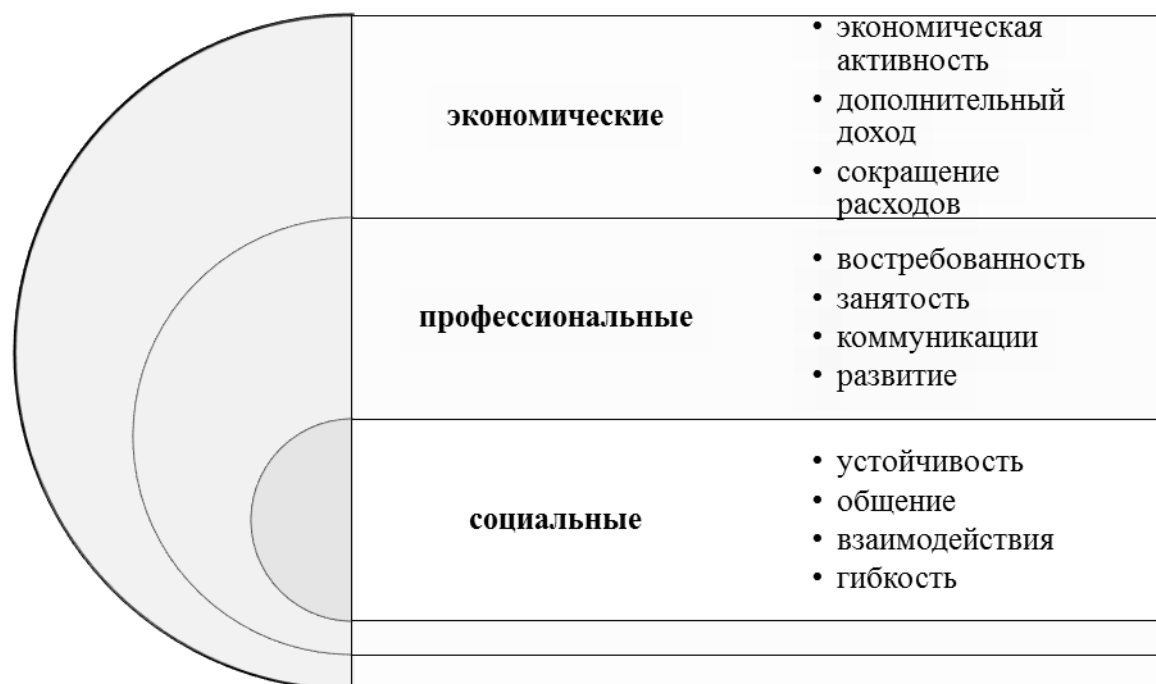 экономические
• экономическая
активность
• дополнительный
доход
• сокращение
расходов
профессиональные
• востребованность
• занятость
• коммуникации
• развитие
социальные
• устойчивость
• общение
• взаимодействия
• гибкость